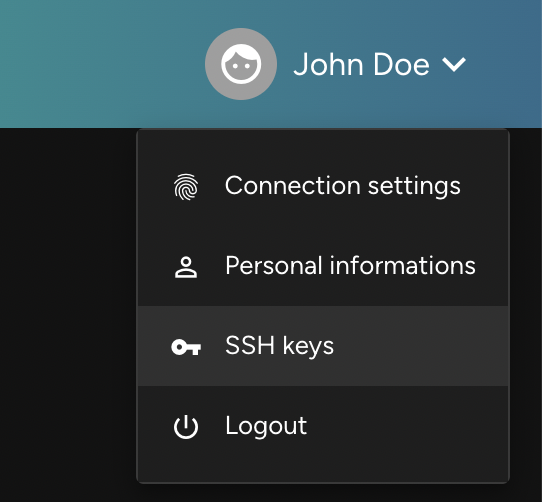 John Doe
Connection settings
Personal informations
SSH keys
Logout